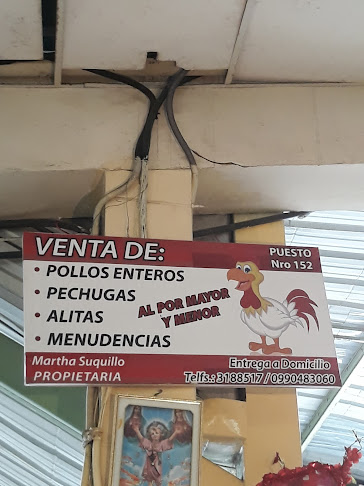 VENTA DE:
PUESTO
Nro 152
• POLLOS ENTEROS
• PECHUGAS
• ALITAS
• MENUDENCIAS
AL POR MAYOR
Y MENOR
Martha Suquillo
PROPIETARIA
Entrega a Domicilio
Telfs.: 3188517 / 0990483060